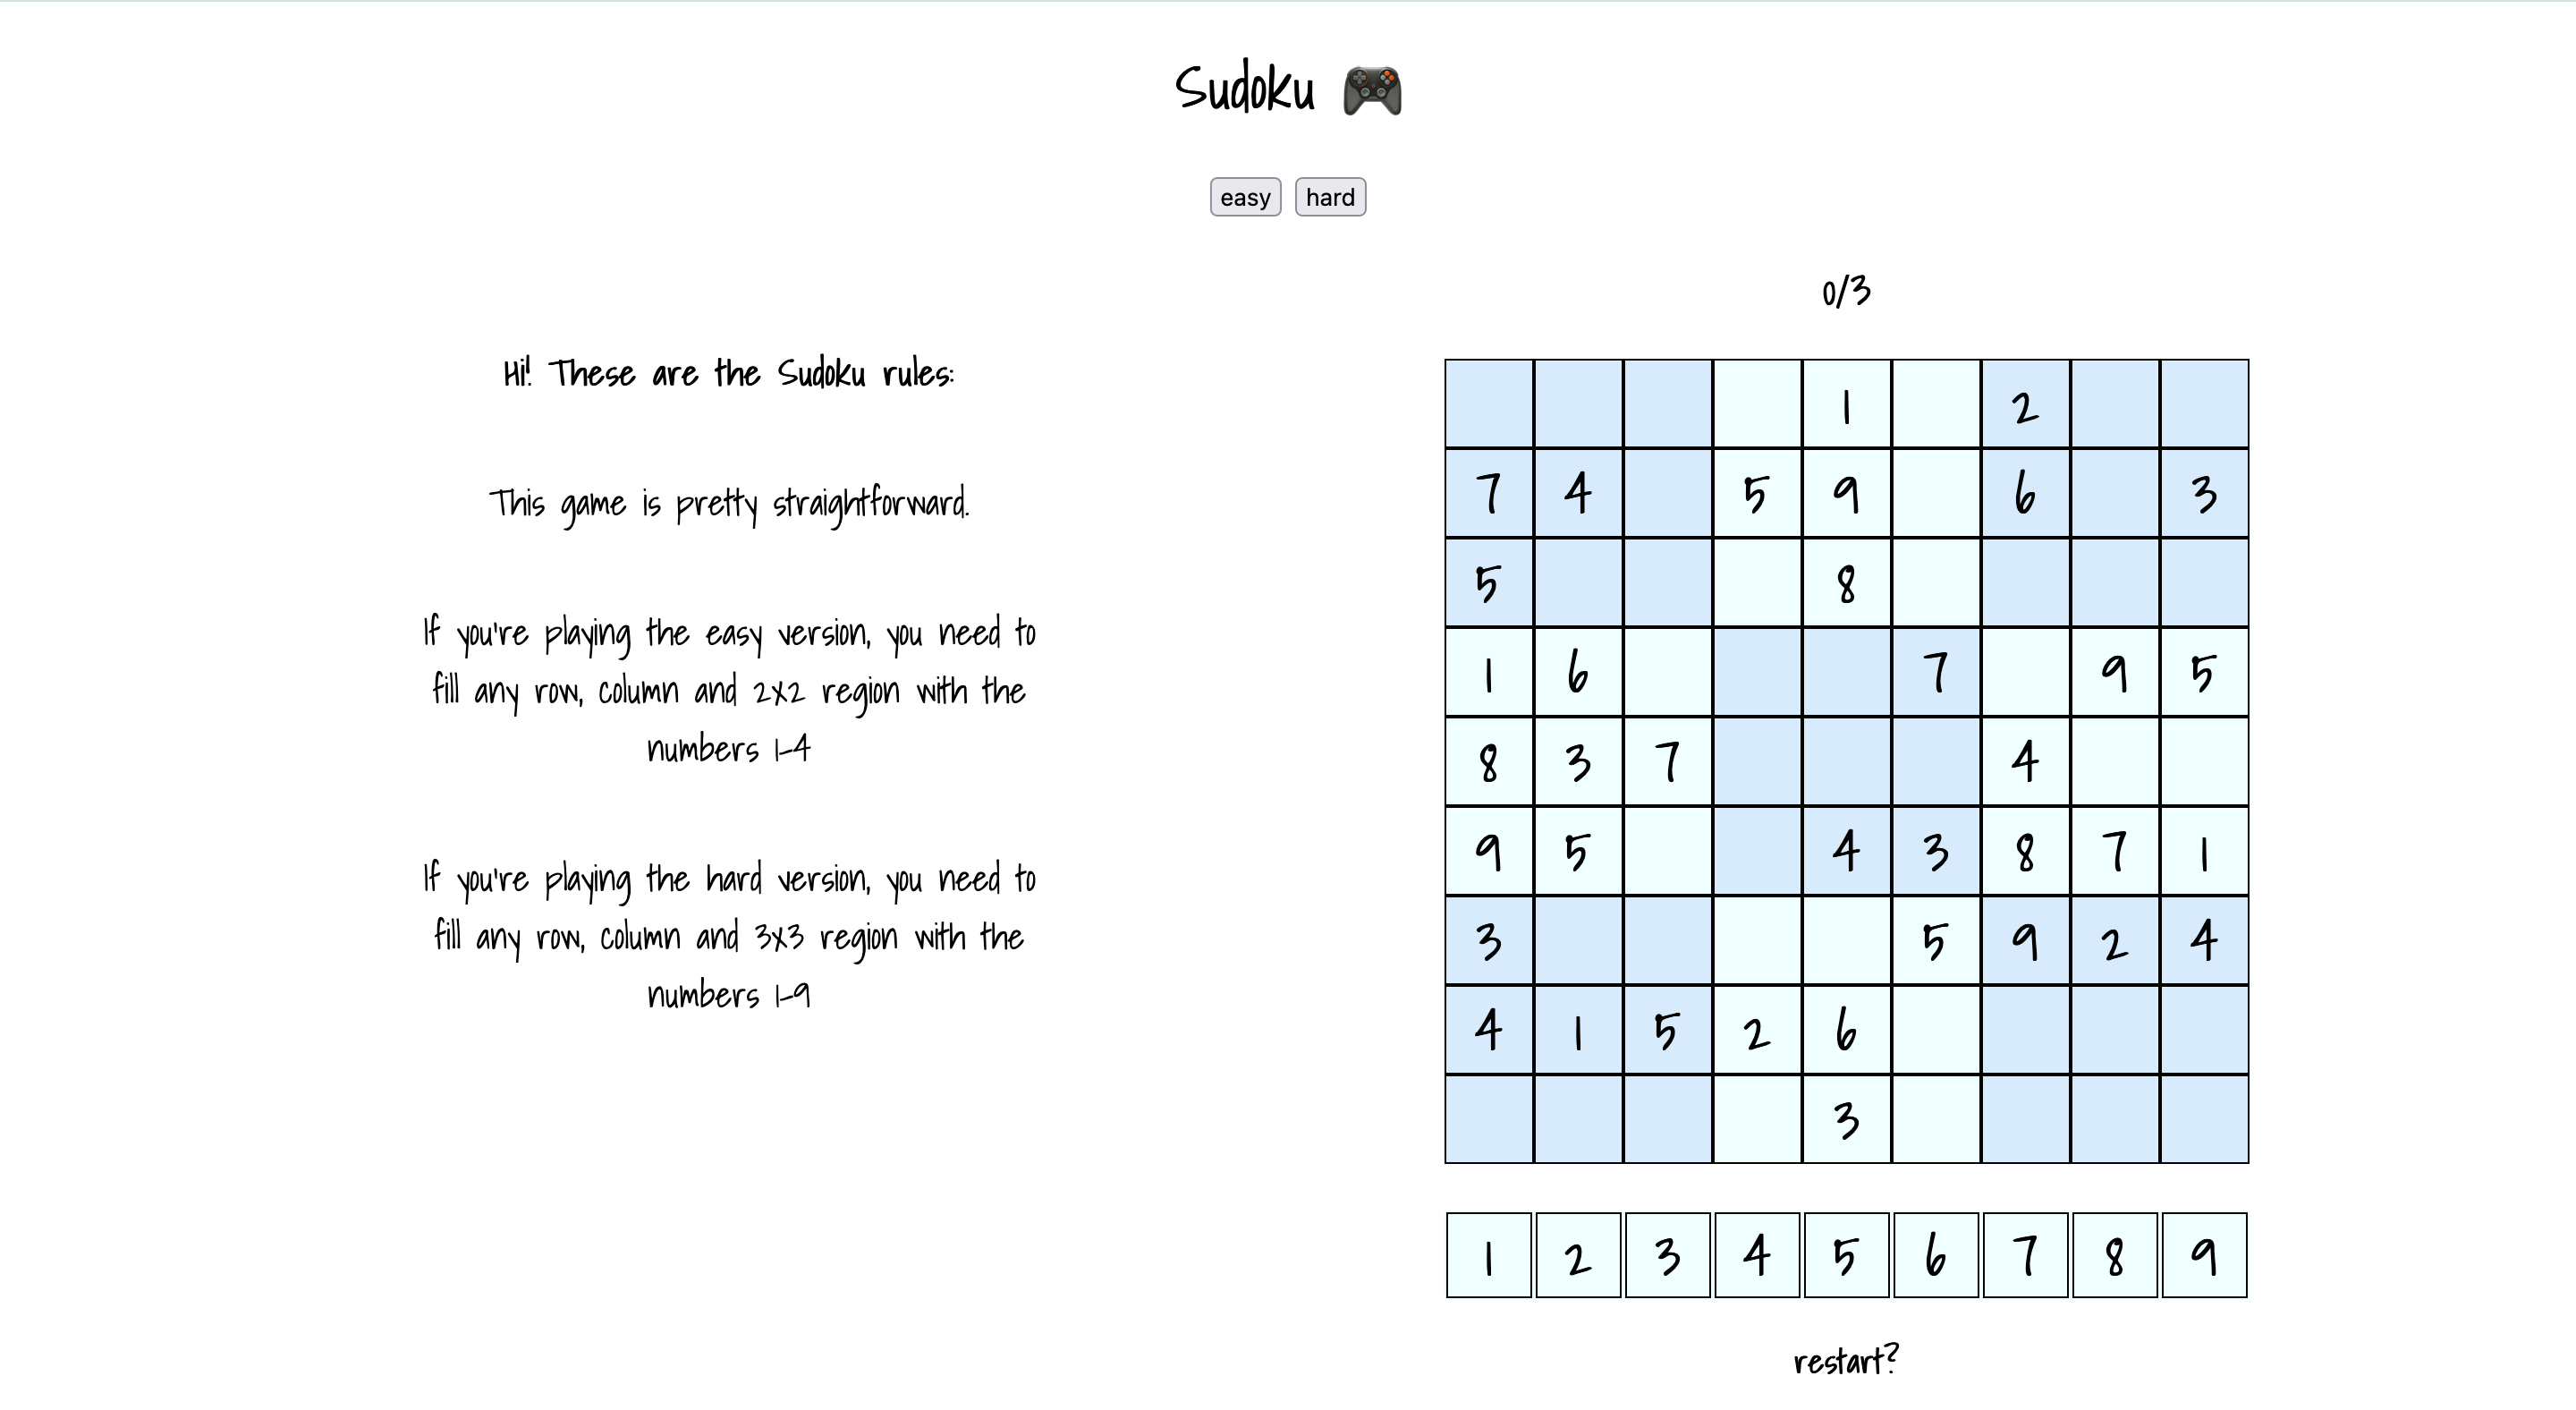 Sudoku 🎮
easy hard
0/3
Hi! These are the Sudoku rules:
This game is pretty straightforward.
If you're playing the easy version, you need to
fill any row, column and 2x2 region with the
numbers 1-4
If you're playing the hard version, you need to
fill any row, column and 3x3 region with the
numbers 1-9
1 2
7 4 5 9 6 3
5 8
1 6 7 9 5
8 3 7 4
9 5 4 3 8 7 1
3 5 9 2 4
4 1 5 2 6
3
1 2 3 4 5 6 7 8 9
restart?